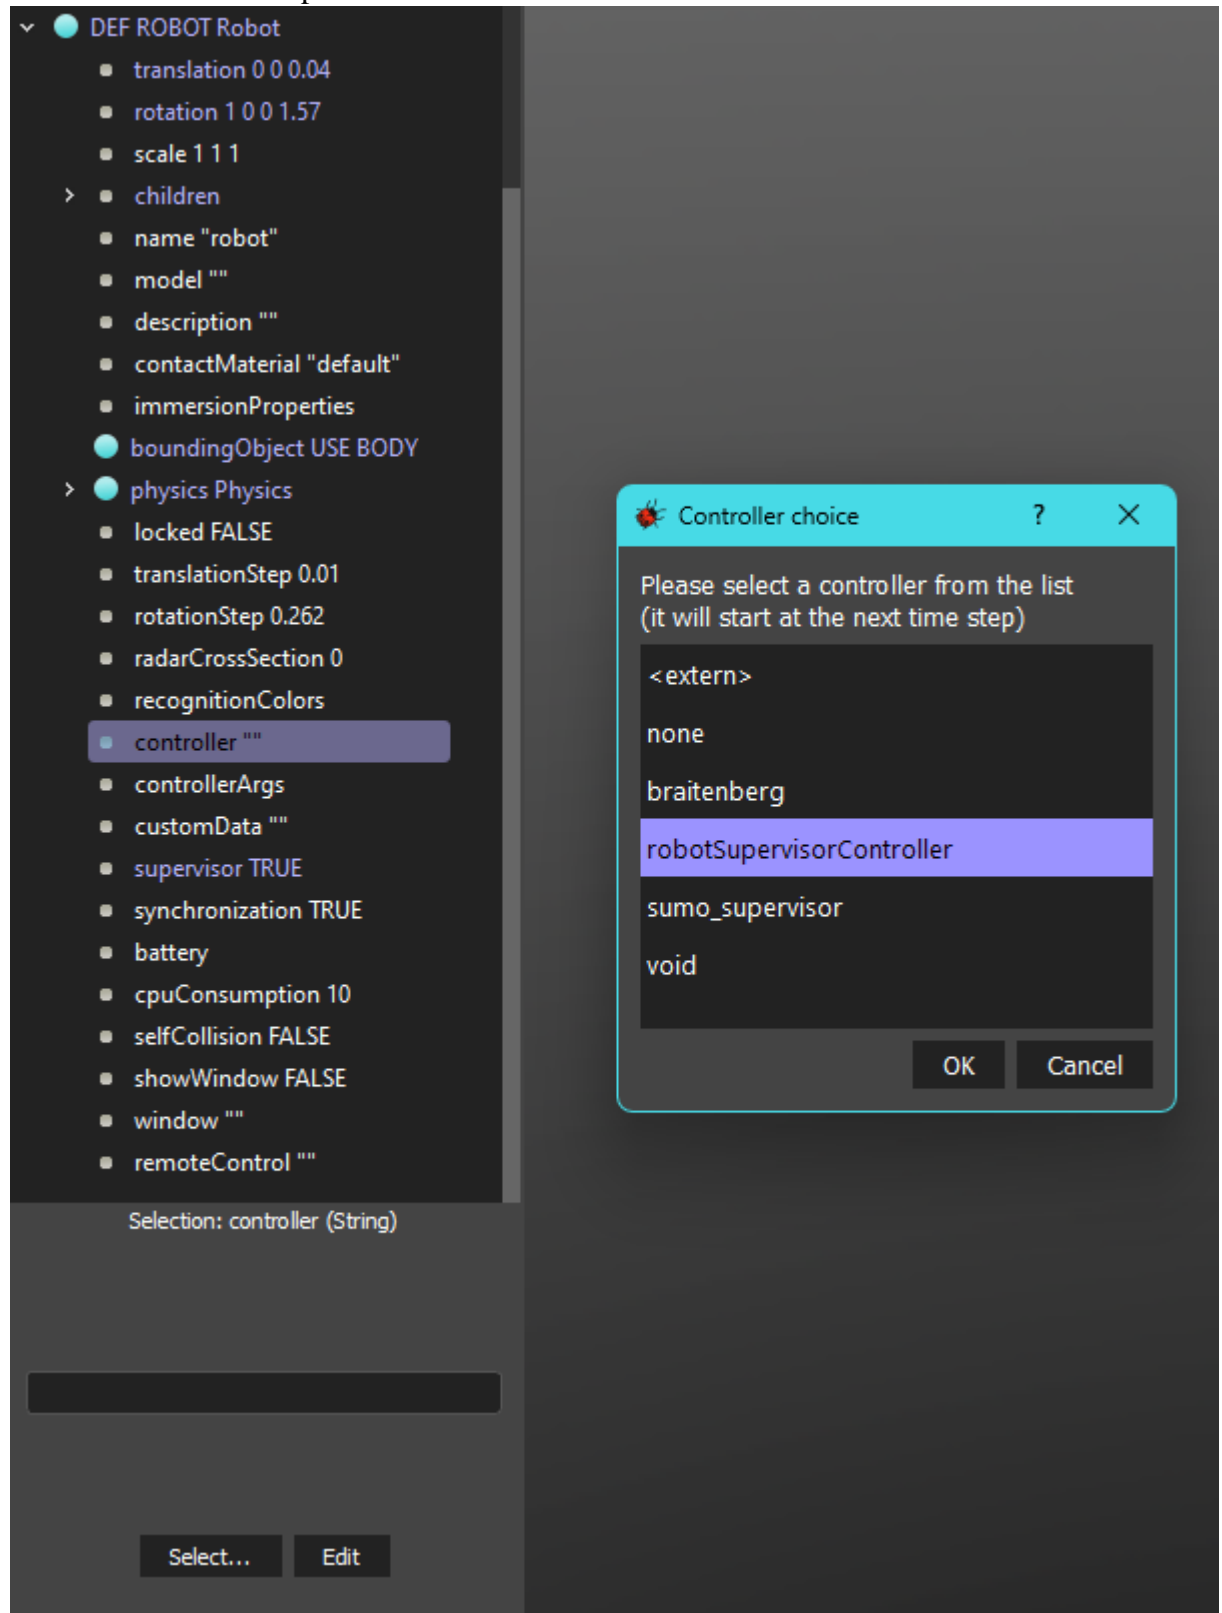 DEF ROBOT Robot
translation 0 0 0.04
rotation 1 0 0 1.57
scale 1 1 1
children
name "robot"
model ""
description ""
contactMaterial "default"
immersionProperties
boundingObject USE BODY
physics Physics
locked FALSE
translationStep 0.01
rotationStep 0.262
radarCrossSection 0
recognitionColors
controller ""
controllerArgs
customData ""
supervisor TRUE
synchronization TRUE
battery
cpuConsumption 10
selfCollision FALSE
showWindow FALSE
window ""
remoteControl ""
Selection: controller (String)
Select...
Edit
Controller choice
?
Please select a controller from the list
(it will start at the next time step)
<extern>
none
braitenberg
robotSupervisorController
sumo_supervisor
void
OK
Cancel